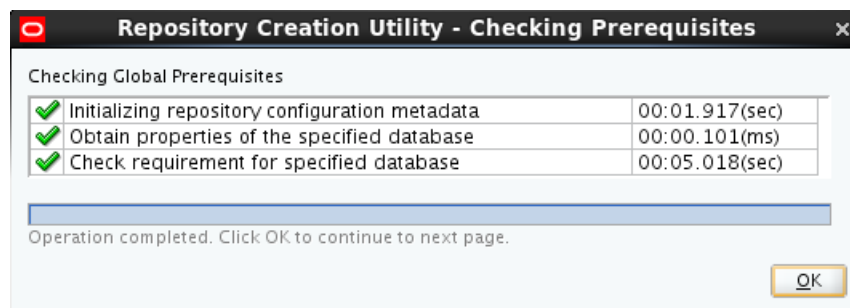 Repository Creation Utility - Checking Prerequisites
Checking Global Prerequisites
Initializing repository configuration metadata 00:01.917(sec)
Obtain properties of the specified database 00:00.101(ms)
Check requirement for specified database 00:05.018(sec)
Operation completed. Click OK to continue to next page.
OK